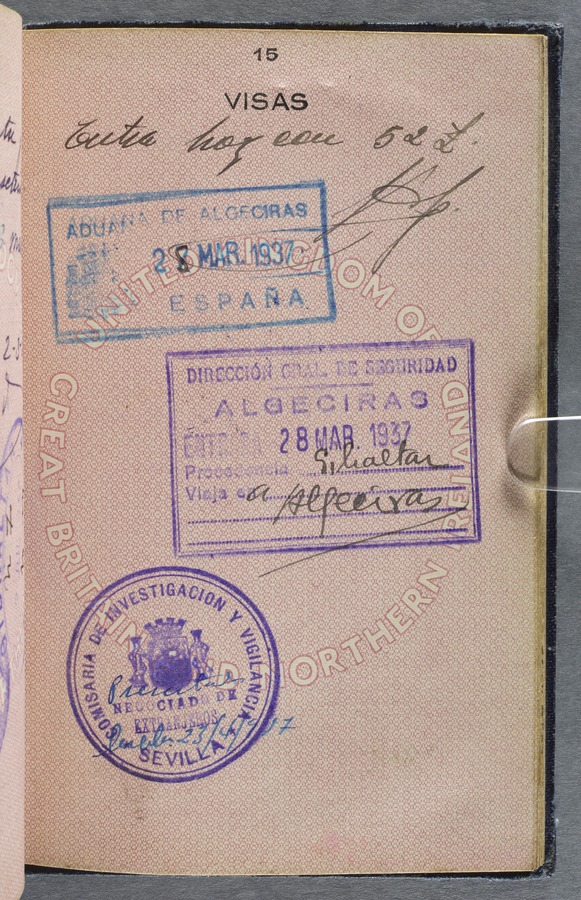 15
VISAS
Entra hoy con 52 £.
ADUANA DE ALGECIRAS
28 MAR. 1937
ESPAÑA
UNITED KINGDOM OF GREAT BRITAIN AND NORTHERN IRELAND
DIRECCIÓN GRAL. DE SEGURIDAD
ALGECIRAS
ENTRADA 28 MAR 1937
Procedencia Gibraltar
Viaja a Algeciras
COMISARIA DE INVESTIGACION Y VIGILANCIA
NEGOCIADO DE
EXTRANJEROS
SEVILLA